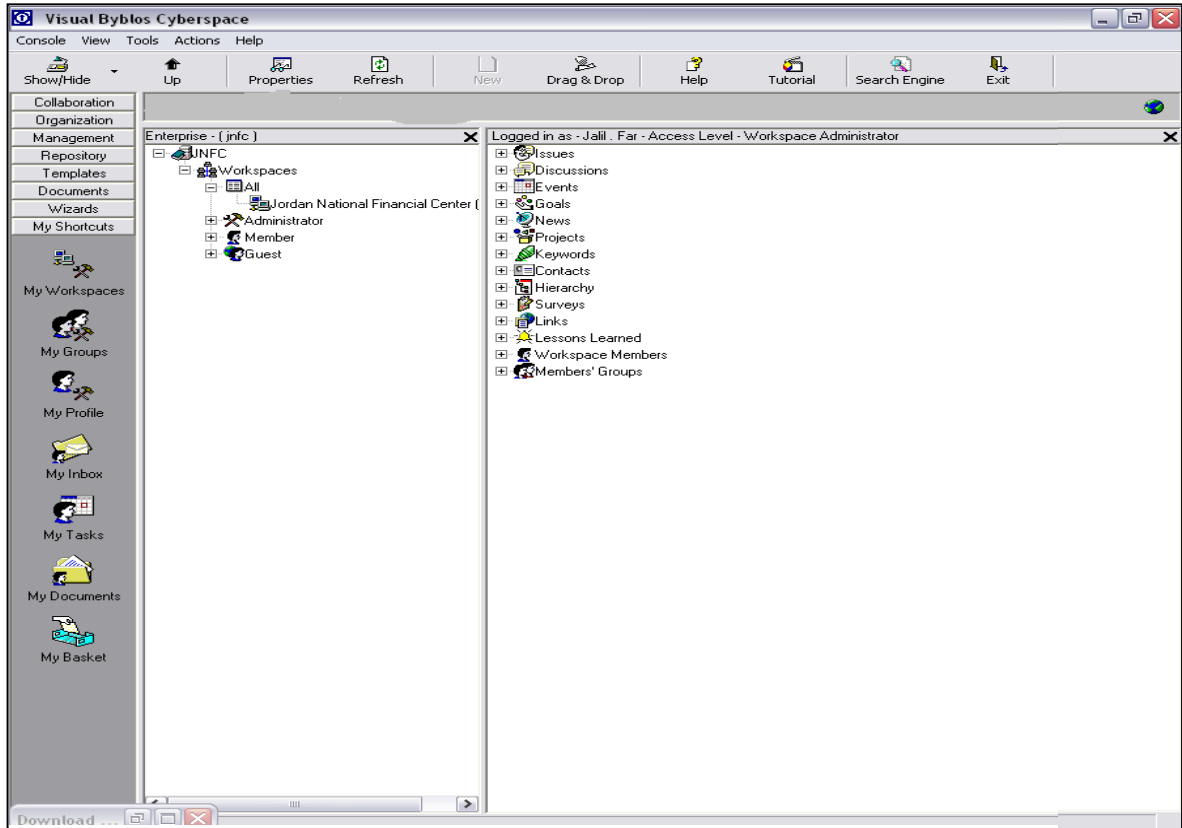 Visual Byblos Cyberspace
Console View Tools Actions Help
Show/Hide Up Properties Refresh New Drag & Drop Help Tutorial Search Engine Exit
Collaboration
Organization
Management
Repository
Templates
Documents
Wizards
My Shortcuts
My Workspaces
My Groups
My Profile
My Inbox
My Tasks
My Documents
My Basket
Enterprise - ( jnfc )
JNFC
Workspaces
All
Jordan National Financial Center (
Administrator
Member
Guest
Logged in as - Jalil . Far - Access Level - Workspace Administrator
Issues
Discussions
Events
Goals
News
Projects
Keywords
Contacts
Hierarchy
Surveys
Links
Lessons Learned
Workspace Members
Members' Groups
Download ...